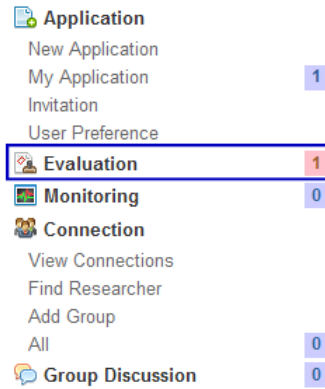 Application
New Application
My Application 1
Invitation
User Preference
Evaluation 1
Monitoring 0
Connection
View Connections
Find Researcher
Add Group
All 0
Group Discussion 0